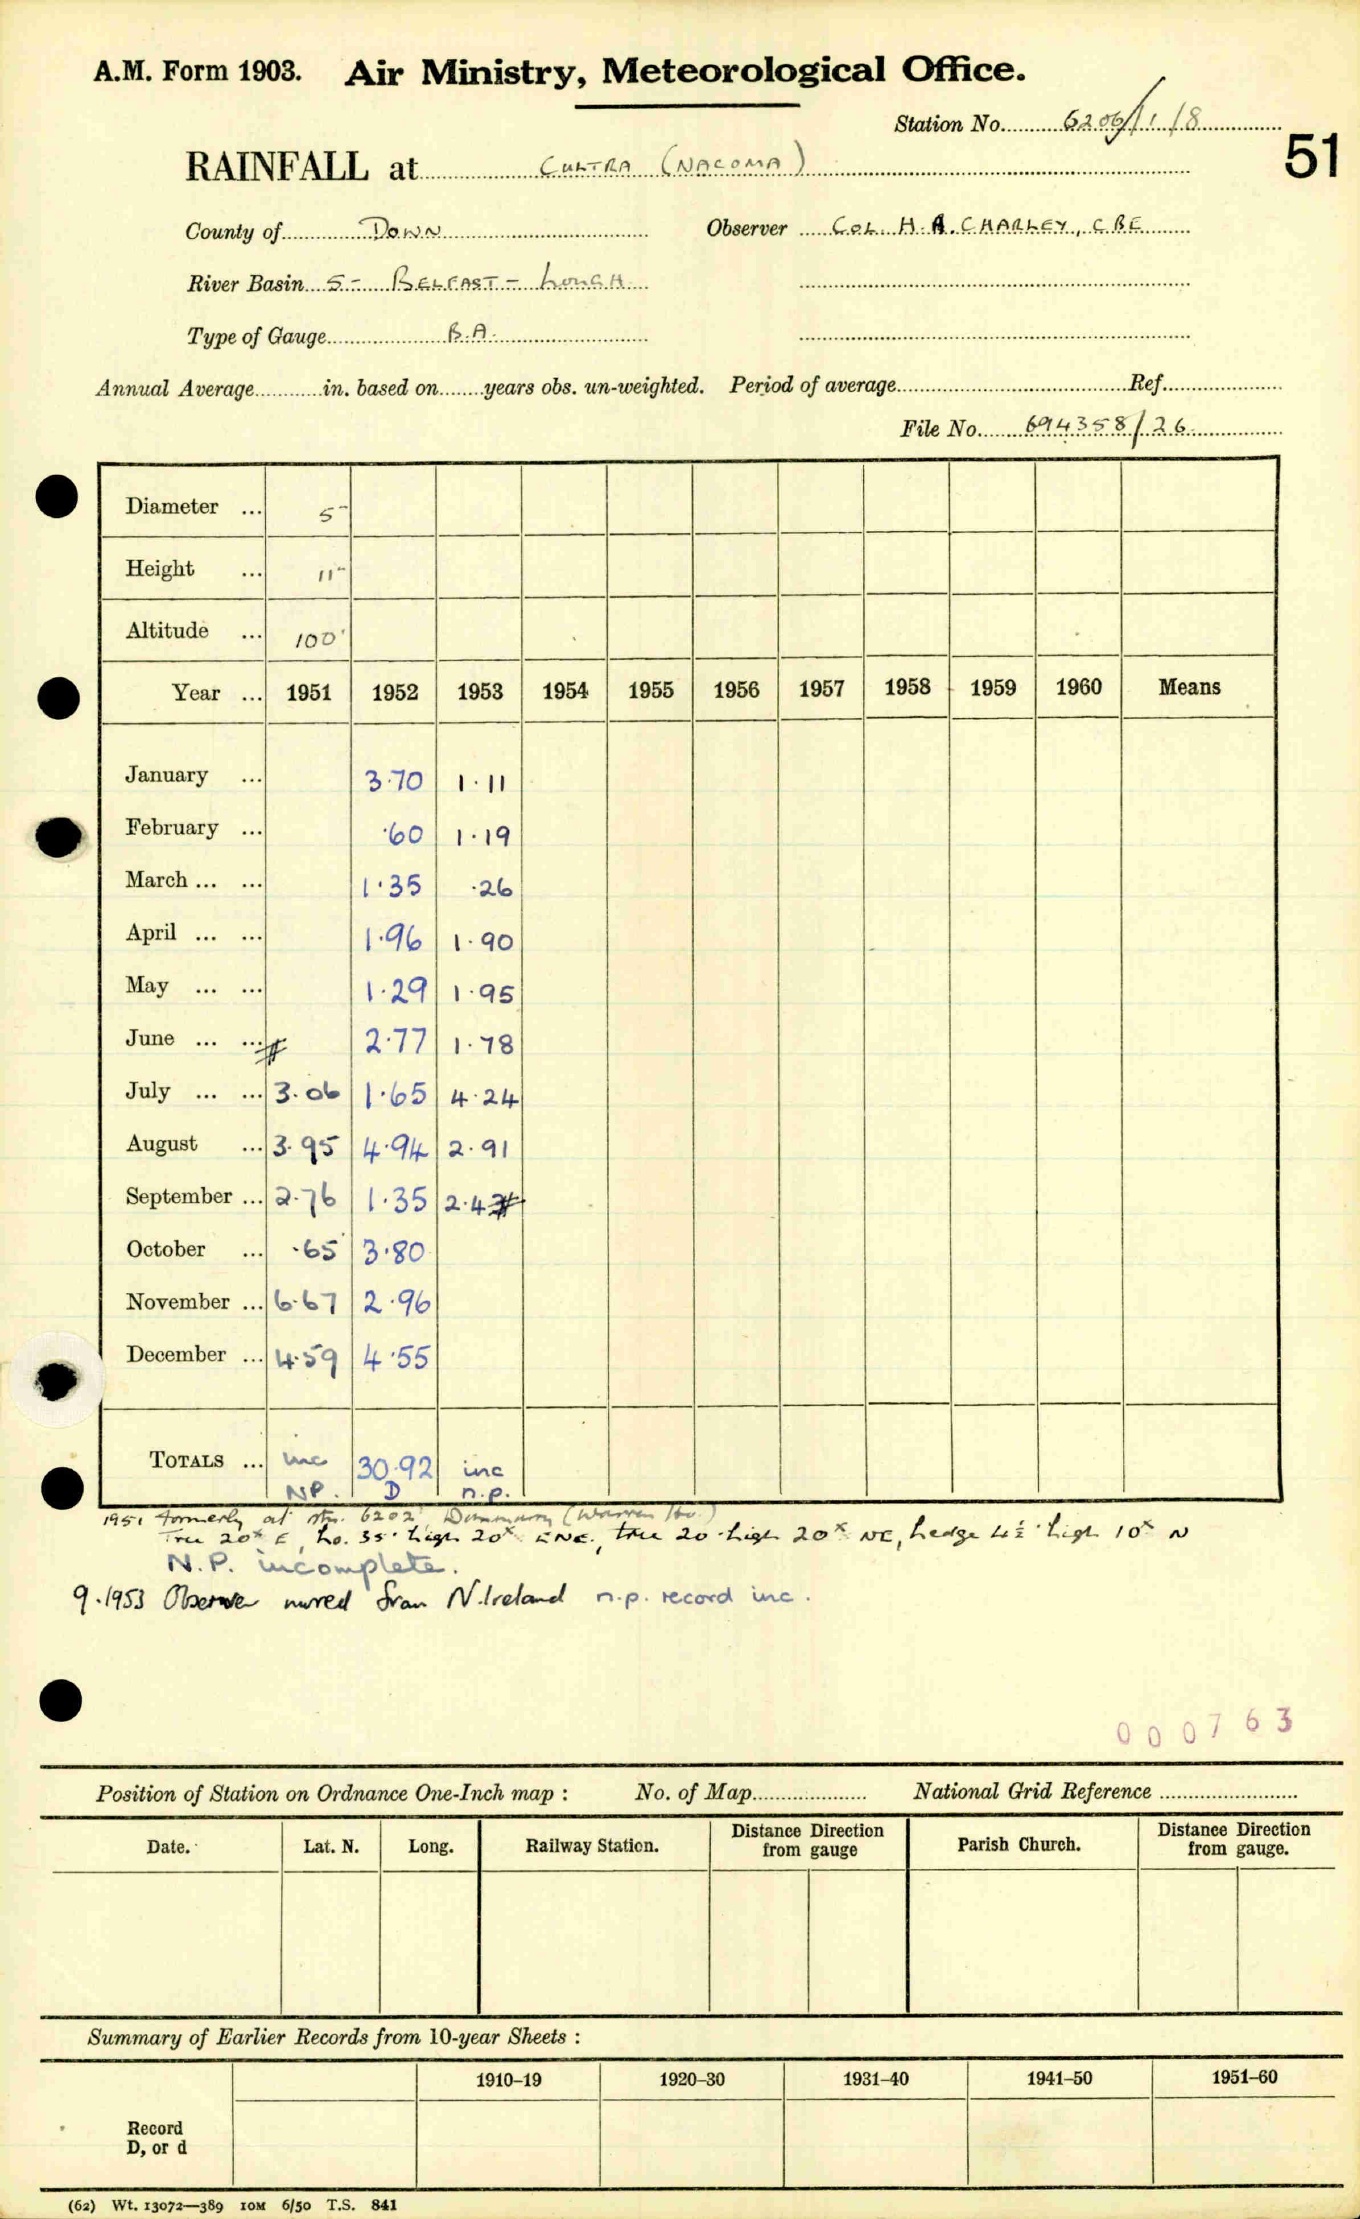 A.M. Form 1903. Air Ministry, Meteorological Office.
Station No. 6206/1/8
51
RAINFALL at CULTRA (NACOMA)
County of DOWN Observer COL. H. A. CHARLEY, CBE
River Basin 5 - BELFAST - LOUGH
Type of Gauge B.A.
Annual Average in. based on years obs. un-weighted. Period of average Ref.
File No. 694358/26
Diameter ... 5"
Height ... 11"
Altitude ... 100'
Year ... 1951 1952 1953 1954 1955 1956 1957 1958 1959 1960 Means
January ... 3.70 1.11
February ... .60 1.19
March ... ... 1.35 .26
April ... ... 1.96 1.90
May ... ... 1.29 1.95
June ... ... # 2.77 1.78
July ... ... 3.06 1.65 4.24
August ... 3.95 4.94 2.91
September ... 2.76 1.35 2.4 #
October ... .65 3.80
November ... 6.67 2.96
December ... 4.59 4.55
TOTALS ... inc 30.92 inc
NP. D n.p.
1951 formerly at stn. 6202 (Warren Ho.)
Tree 20x E, ho. 35' high 20x ENE., tree 20' high 20x NE, hedge 4½' high 10x N
N.P. incomplete.
9.1953 Observer moved from N.Ireland n.p. record inc.
000763
Position of Station on Ordnance One-Inch map : No. of Map National Grid Reference
Date. Lat. N. Long. Railway Station. Distance Direction from gauge Parish Church. Distance Direction from gauge.
Summary of Earlier Records from 10-year Sheets :
1910–19 1920–30 1931–40 1941–50 1951–60
Record
D, or d
(62) Wt. 13072—389 10M 6/50 T.S. 841